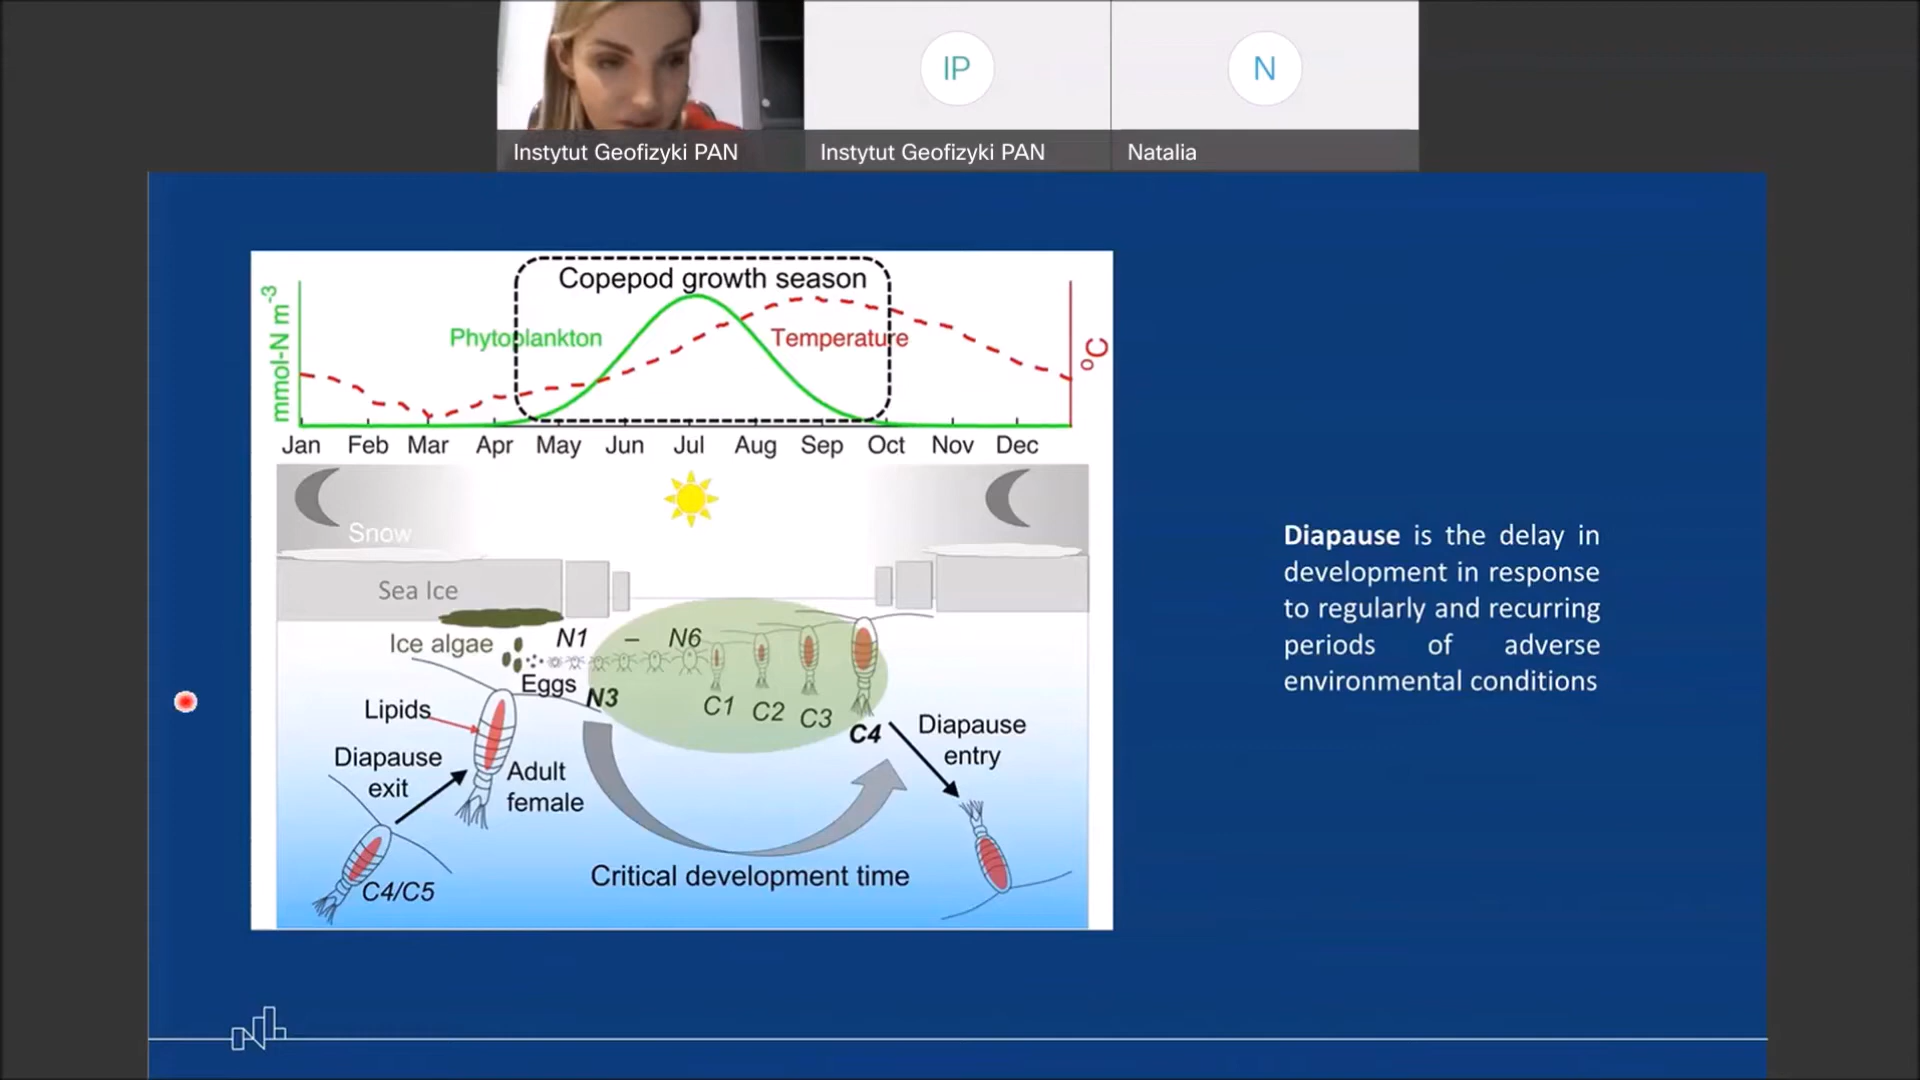 IP
N
Instytut Geofizyki PAN
Instytut Geofizyki PAN
Natalia
Copepod growth season
mmol-N m⁻³
Phytoplankton
Temperature
°C
Jan Feb Mar Apr May Jun Jul Aug Sep Oct Nov Dec
Snow
Sea Ice
Ice algae
N1 – N6
Eggs
N3
C1 C2 C3
C4
Lipids
Diapause
exit
Adult
female
Diapause
entry
C4/C5
Critical development time
Diapause is the delay in
development in response
to regularly and recurring
periods of adverse
environmental conditions